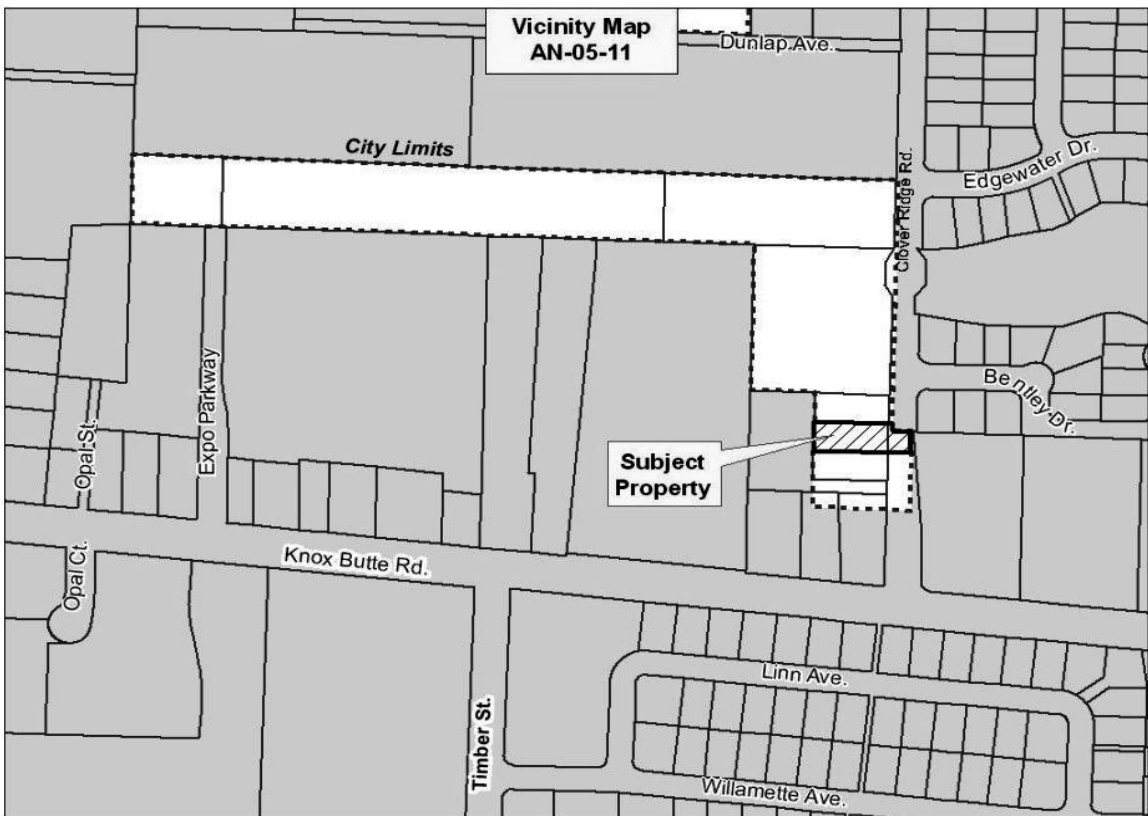 Vicinity Map
AN-05-11
Dunlap Ave.
City Limits
Clover Ridge Rd.
Edgewater Dr.
Bentley Dr.
Expo Parkway
Opal St.
Subject
Property
Knox Butte Rd.
Opal Ct.
Timber St.
Linn Ave.
Willamette Ave.